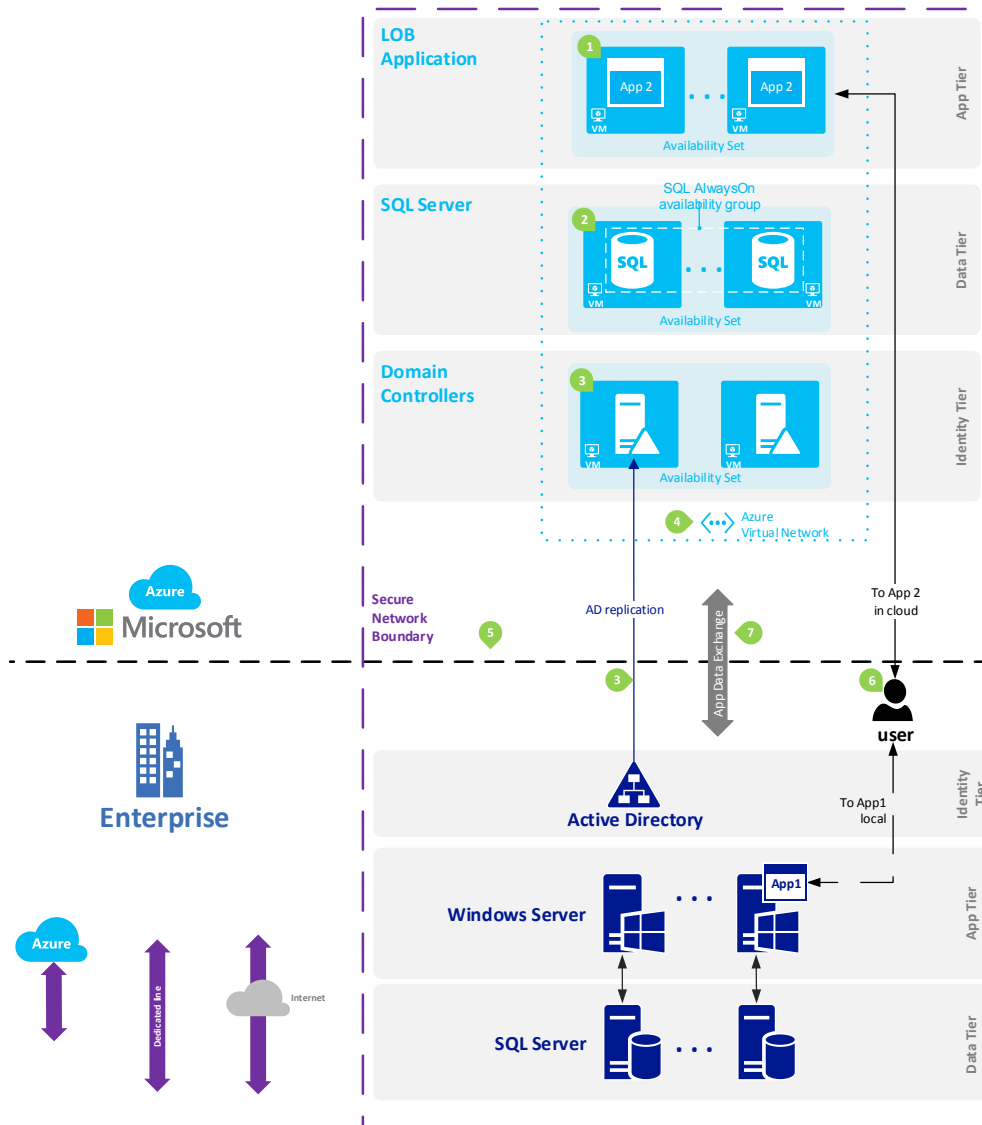 LOB
Application
1
App 2
App 2
VM
VM
Availability Set
App Tier
SQL Server
SQL AlwaysOn
availability group
2
SQL
SQL
VM
VM
Availability Set
Data Tier
Domain
Controllers
3
VM
VM
Availability Set
Identity Tier
4
Azure
Virtual Network
Azure
Microsoft
Secure
Network
Boundary
5
AD replication
3
App Data Exchange
7
To App 2
in cloud
6
user
Enterprise
Active Directory
To App1
local
Identity
Tier
Windows Server
App1
App Tier
SQL Server
Data Tier
Azure
Dedicated line
Internet